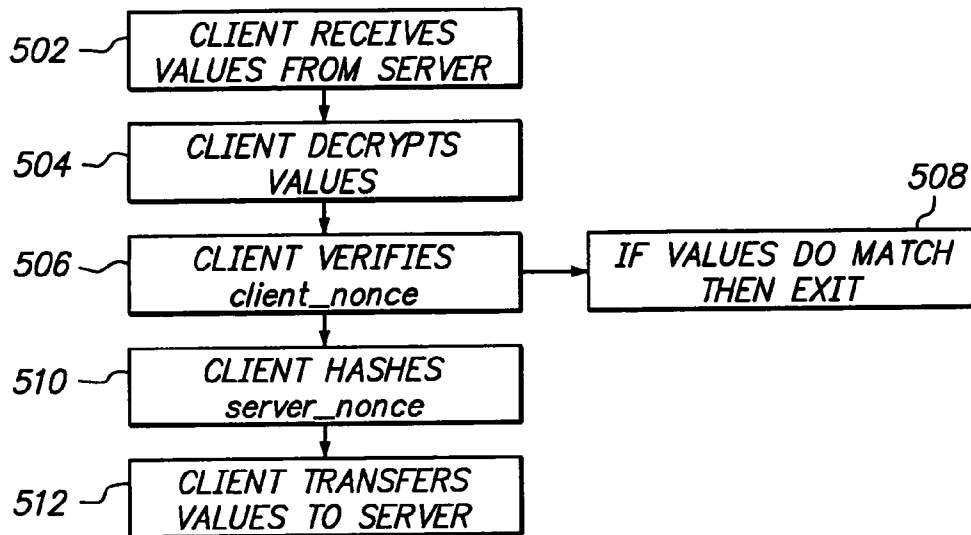 502
CLIENT RECEIVES
VALUES FROM SERVER
504
CLIENT DECRYPTS
VALUES
506
CLIENT VERIFIES
client_nonce
508
IF VALUES DO MATCH
THEN EXIT
510
CLIENT HASHES
server_nonce
512
CLIENT TRANSFERS
VALUES TO SERVER